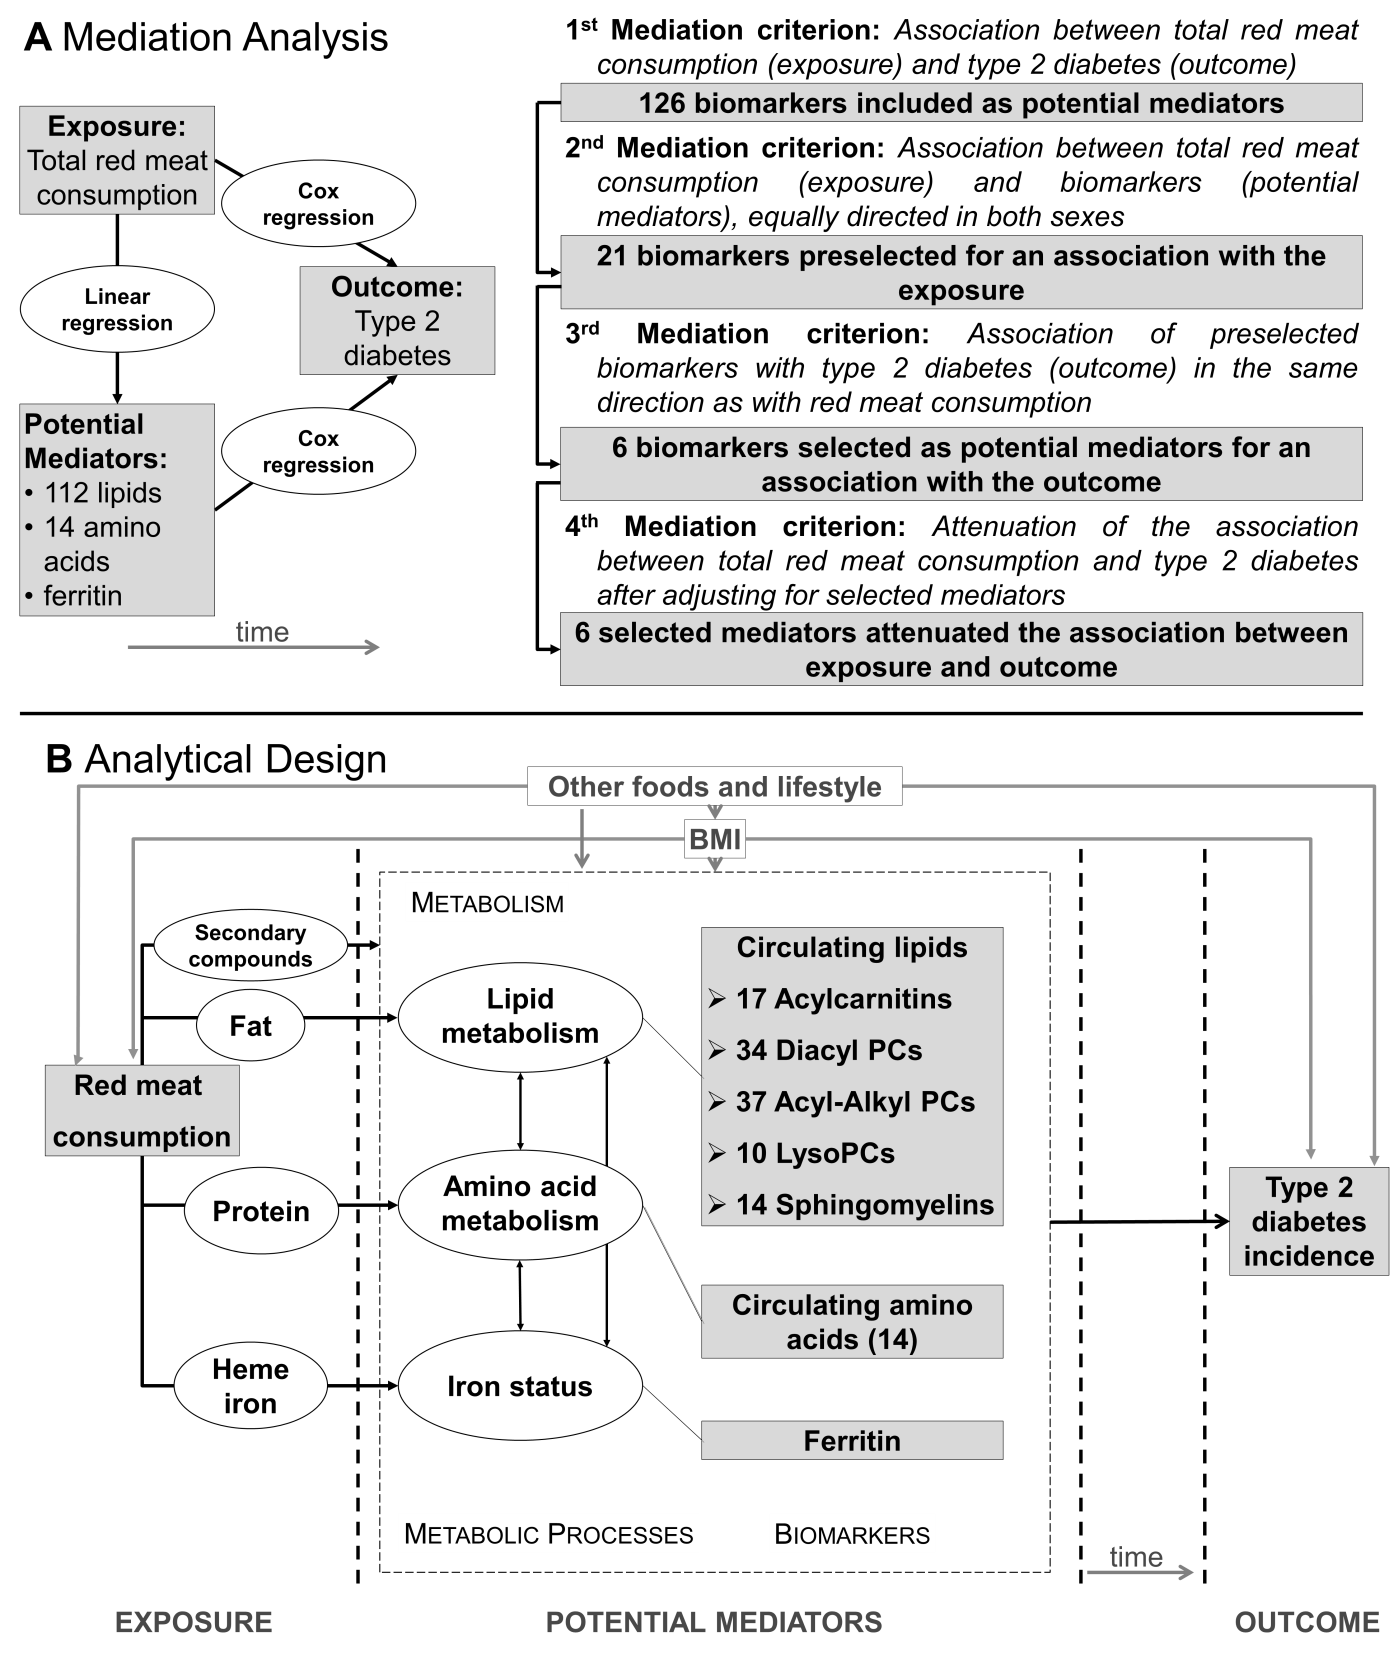 A Mediation Analysis
Exposure:
Total red meat
consumption
Cox
regression
Linear
regression
Outcome:
Type 2
diabetes
Potential
Mediators:
• 112 lipids
• 14 amino
acids
• ferritin
Cox
regression
time
1st Mediation criterion: Association between total red meat
consumption (exposure) and type 2 diabetes (outcome)
126 biomarkers included as potential mediators
2nd Mediation criterion: Association between total red meat
consumption (exposure) and biomarkers (potential
mediators), equally directed in both sexes
21 biomarkers preselected for an association with the
exposure
3rd Mediation criterion: Association of preselected
biomarkers with type 2 diabetes (outcome) in the same
direction as with red meat consumption
6 biomarkers selected as potential mediators for an
association with the outcome
4th Mediation criterion: Attenuation of the association
between total red meat consumption and type 2 diabetes
after adjusting for selected mediators
6 selected mediators attenuated the association between
exposure and outcome
B Analytical Design
Other foods and lifestyle
BMI
METABOLISM
Secondary
compounds
Fat
Red meat
consumption
Protein
Heme
iron
Lipid
metabolism
Amino acid
metabolism
Iron status
Circulating lipids
➢ 17 Acylcarnitins
➢ 34 Diacyl PCs
➢ 37 Acyl-Alkyl PCs
➢ 10 LysoPCs
➢ 14 Sphingomyelins
Circulating amino
acids (14)
Ferritin
Type 2
diabetes
incidence
METABOLIC PROCESSES
BIOMARKERS
time
EXPOSURE
POTENTIAL MEDIATORS
OUTCOME